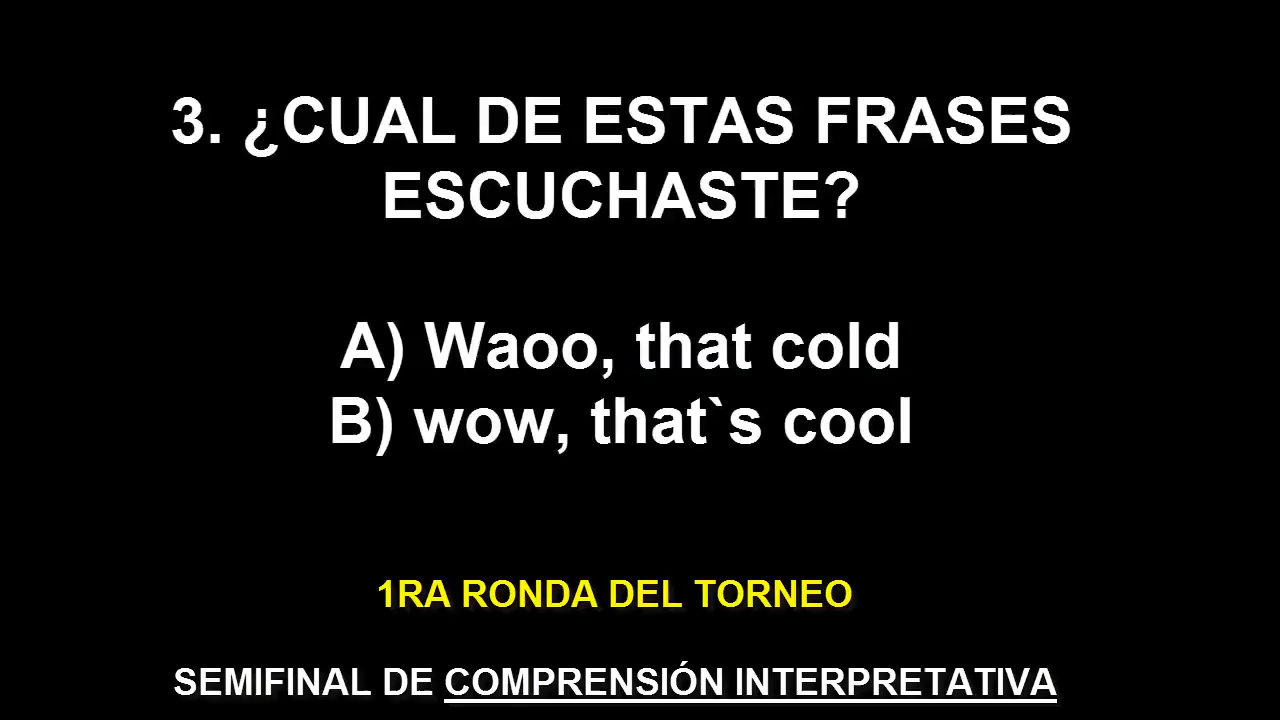 3. ¿CUAL DE ESTAS FRASES
ESCUCHASTE?
A) Waoo, that cold
B) wow, that`s cool
1RA RONDA DEL TORNEO
SEMIFINAL DE COMPRENSIÓN INTERPRETATIVA